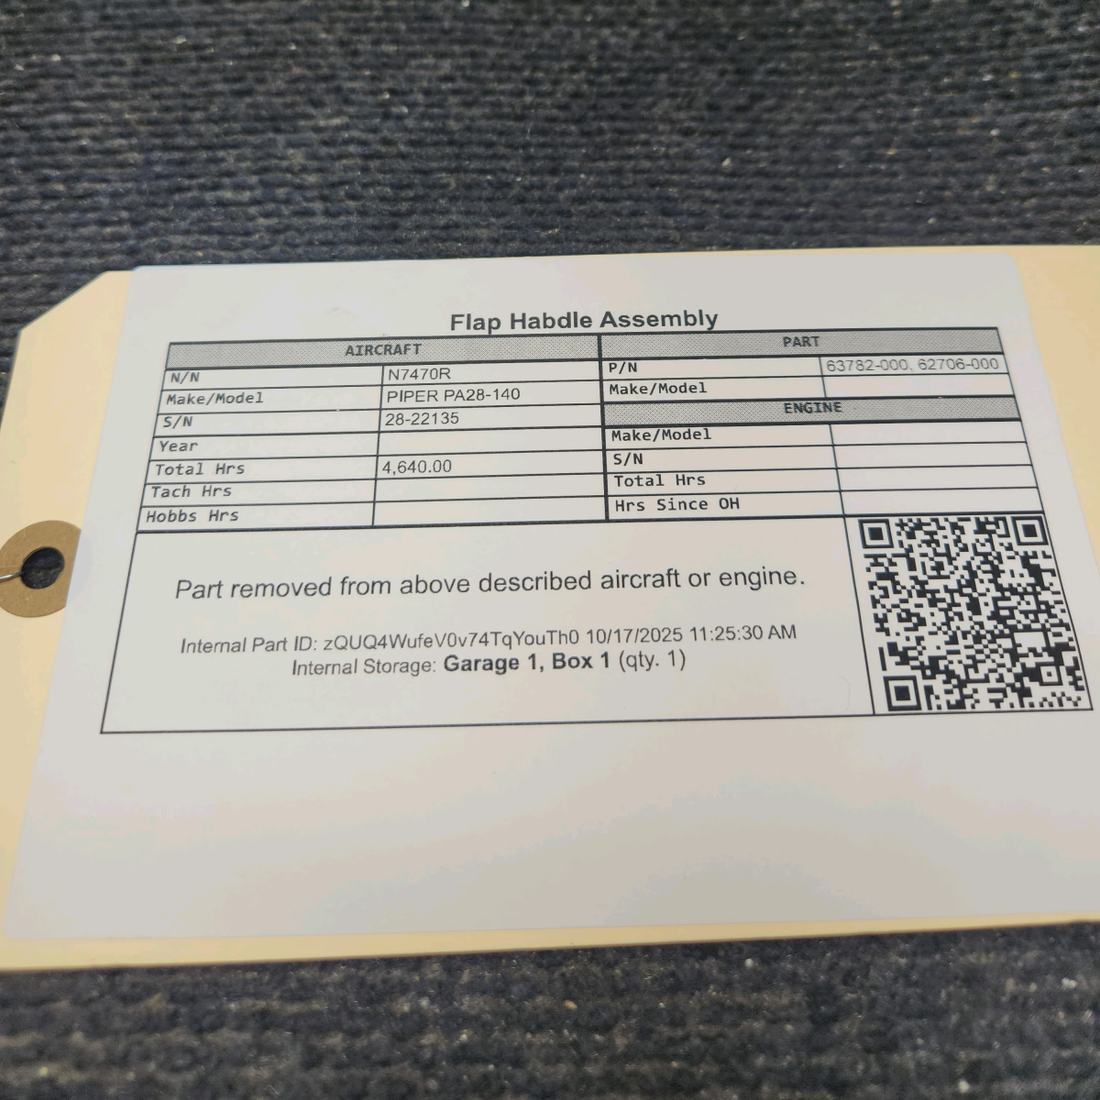 Flap Habdle Assembly
AIRCRAFT
N/N N7470R
Make/Model PIPER PA28-140
S/N 28-22135
Year
Total Hrs 4,640.00
Tach Hrs
Hobbs Hrs
PART
P/N 63782-000, 62706-000
Make/Model
ENGINE
Make/Model
S/N
Total Hrs
Hrs Since OH
Part removed from above described aircraft or engine.
Internal Part ID: zQUQ4WufeV0v74TqYouTh0 10/17/2025 11:25:30 AM
Internal Storage: Garage 1, Box 1 (qty. 1)